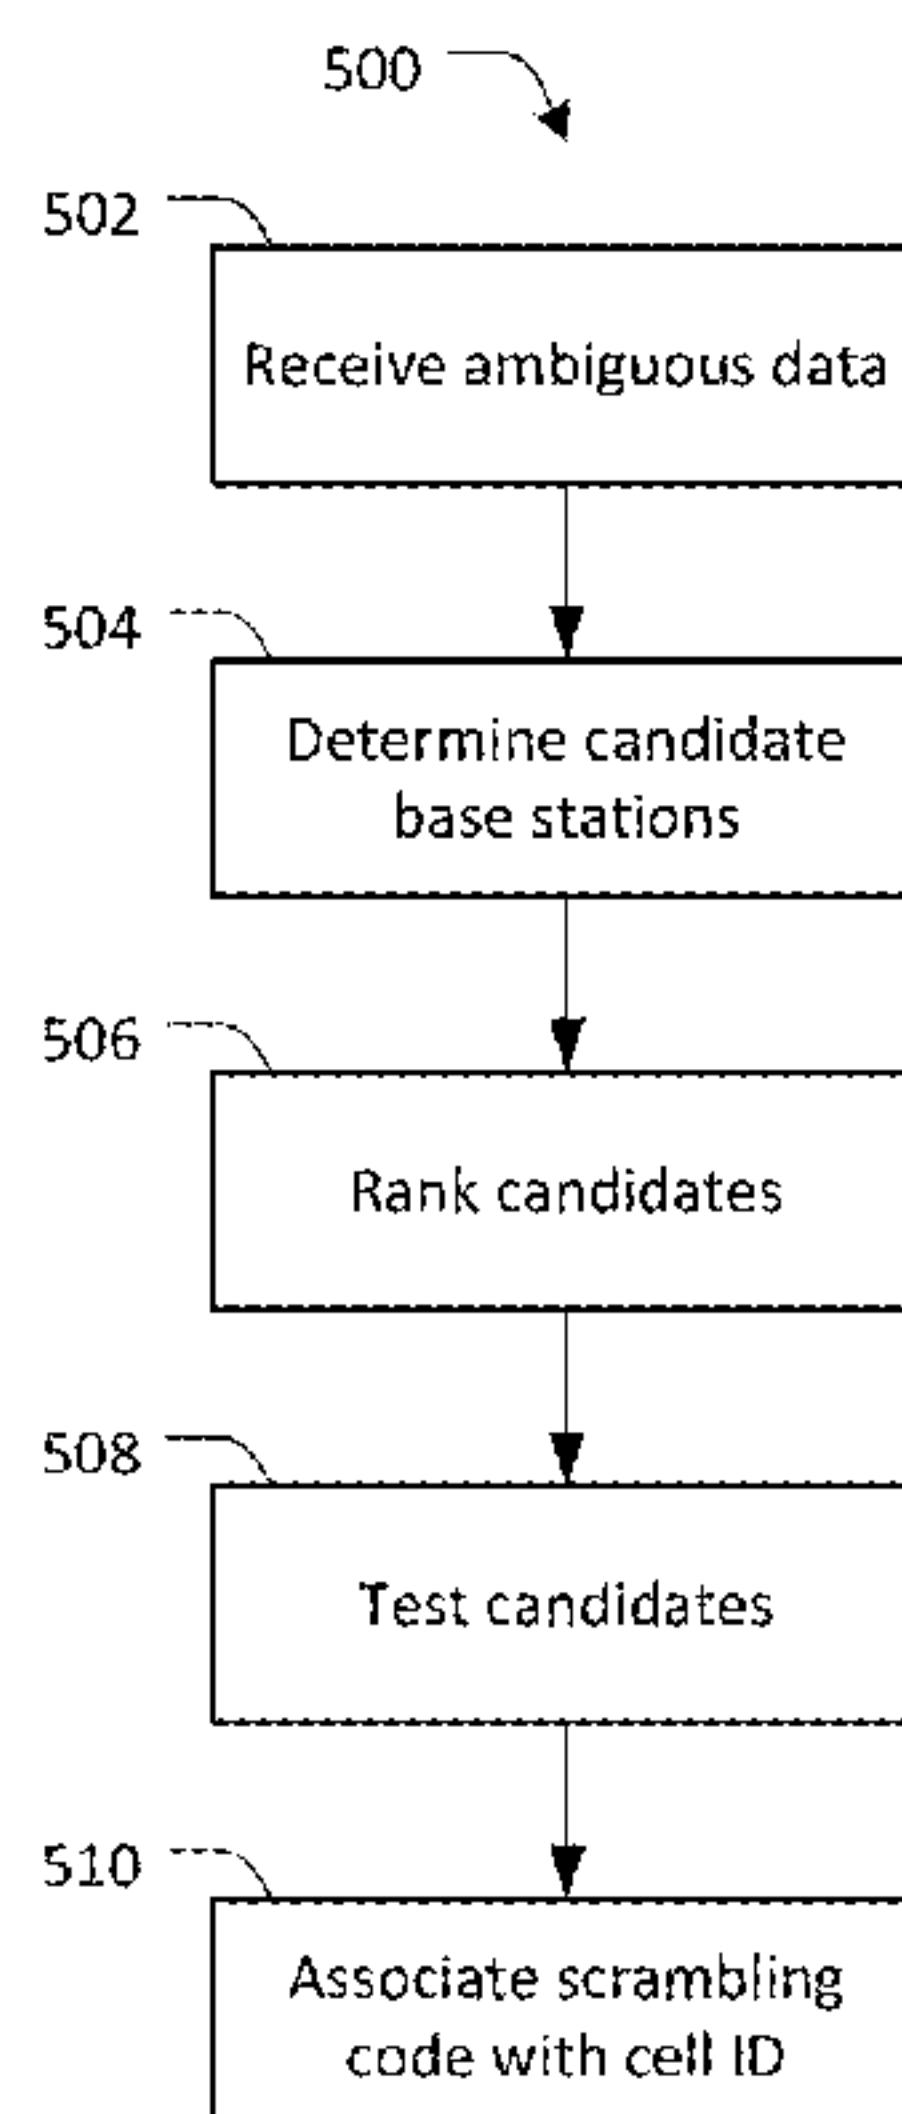 500
502
Receive ambiguous data
504
Determine candidate
base stations
506
Rank candidates
508
Test candidates
510
Associate scrambling
code with cell ID